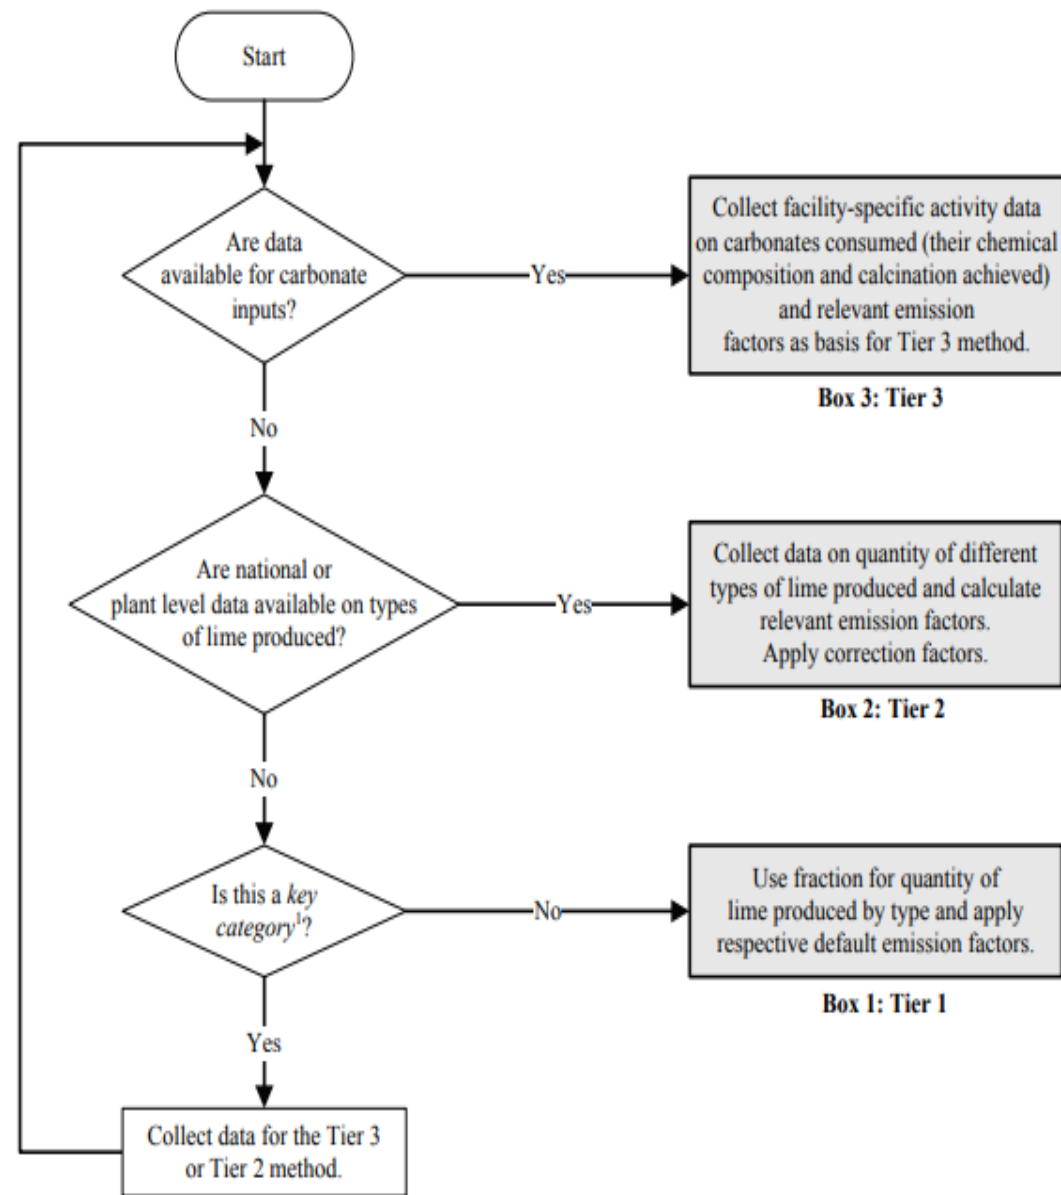 Start
Are data
available for carbonate
inputs?
Yes
Collect facility-specific activity data
on carbonates consumed (their chemical
composition and calcination achieved)
and relevant emission
factors as basis for Tier 3 method.
Box 3: Tier 3
No
Are national or
plant level data available on types
of lime produced?
Yes
Collect data on quantity of different
types of lime produced and calculate
relevant emission factors.
Apply correction factors.
Box 2: Tier 2
No
Is this a key
category¹?
No
Use fraction for quantity of
lime produced by type and apply
respective default emission factors.
Box 1: Tier 1
Yes
Collect data for the Tier 3
or Tier 2 method.